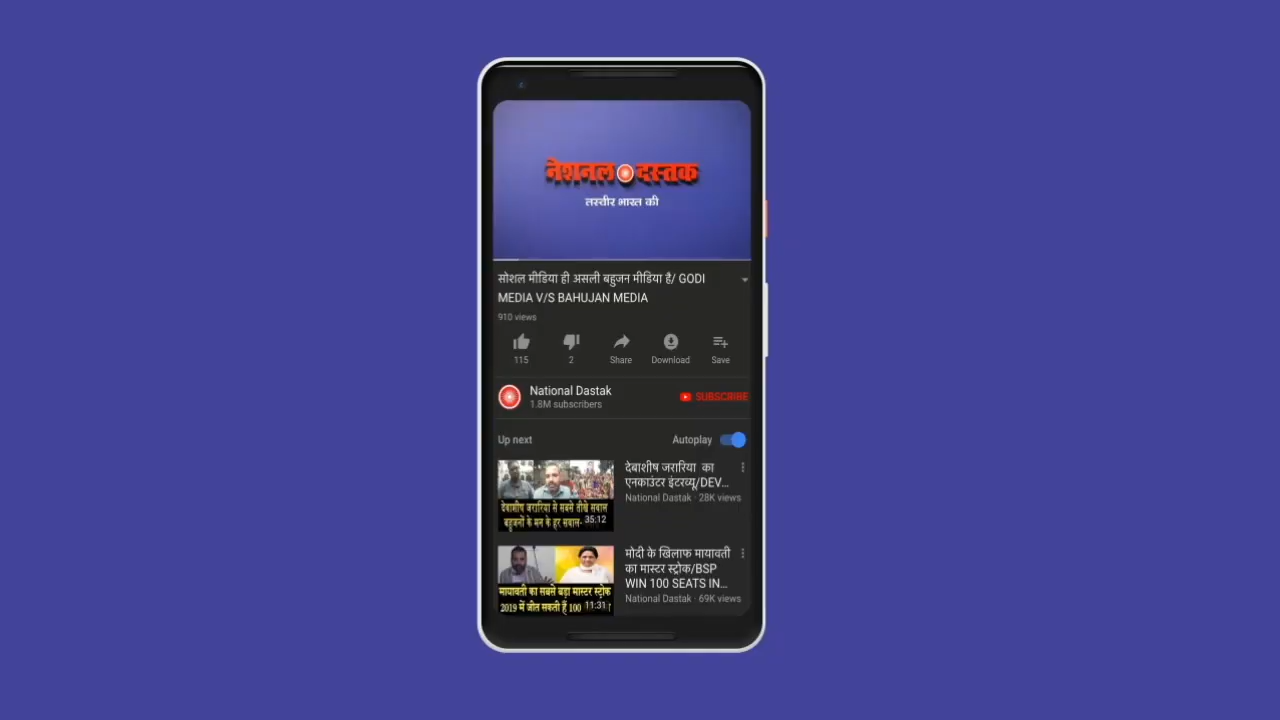 नेशनल दस्तक
तस्वीर भारत की
सोशल मीडिया ही असली बहुजन मीडिया है/ GODI
MEDIA V/S BAHUJAN MEDIA
910 views
115
2
Share
Download
Save
National Dastak
1.8M subscribers
SUBSCRIBE
Up next
Autoplay
देबाशीष जरारिया से सबसे तीखे सवाल
बहुजनों के मन के हर सवाल-
35:12
देबाशीष जरारिया का
एनकाउंटर इंटरव्यू/DEV...
National Dastak · 28K views
मायावती का सबसे बड़ा मास्टर स्ट्रोक
2019 में जीत सकती हैं 100
11:31
मोदी के खिलाफ मायावती
का मास्टर स्ट्रोक/BSP
WIN 100 SEATS IN...
National Dastak · 69K views